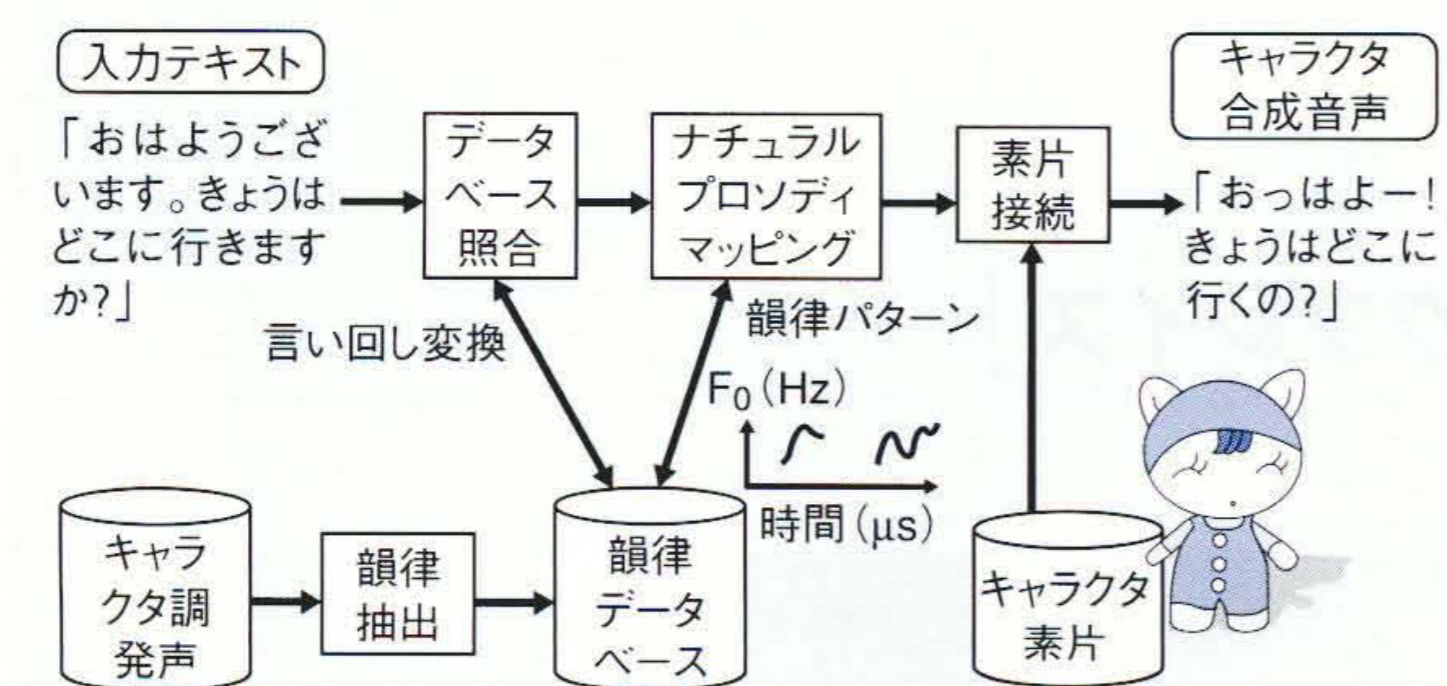 入力テキスト
「おはようござ
います。きょうは
どこに行きます
か?」
データ
ベース
照合
ナチュラル
プロソディ
マッピング
素片
接続
キャラクタ
合成音声
「おっはよー!
きょうはどこに
行くの?」
言い回し変換
韻律パターン
F₀(Hz)
時間(μs)
キャラ
クタ調
発声
韻律
抽出
韻律
データ
ベース
キャラクタ
素片